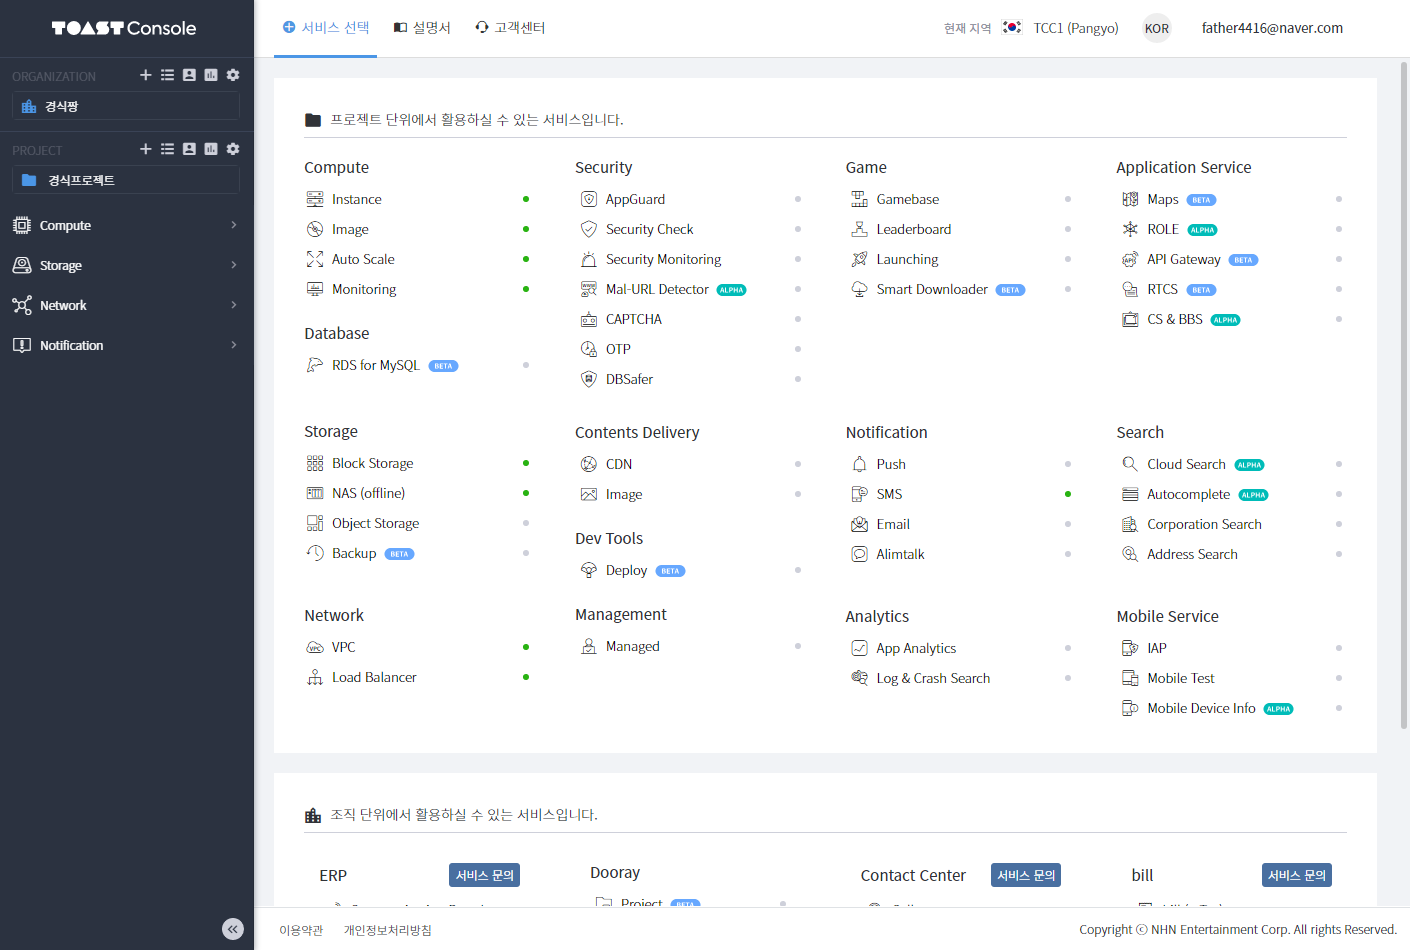 TOAST Console
서비스 선택
설명서
고객센터
현재 지역
TCC1 (Pangyo)
KOR
father4416@naver.com
ORGANIZATION
경식짱
PROJECT
경식프로젝트
Compute
Storage
Network
Notification
프로젝트 단위에서 활용하실 수 있는 서비스입니다.
Compute
Instance
Image
Auto Scale
Monitoring
Database
RDS for MySQL BETA
Security
AppGuard
Security Check
Security Monitoring
Mal-URL Detector ALPHA
CAPTCHA
OTP
DBSafer
Game
Gamebase
Leaderboard
Launching
Smart Downloader BETA
Application Service
Maps BETA
ROLE ALPHA
API Gateway BETA
RTCS BETA
CS & BBS ALPHA
Storage
Block Storage
NAS (offline)
Object Storage
Backup BETA
Contents Delivery
CDN
Image
Dev Tools
Deploy BETA
Notification
Push
SMS
Email
Alimtalk
Search
Cloud Search ALPHA
Autocomplete ALPHA
Corporation Search
Address Search
Network
VPC
Load Balancer
Management
Managed
Analytics
App Analytics
Log & Crash Search
Mobile Service
IAP
Mobile Test
Mobile Device Info ALPHA
조직 단위에서 활용하실 수 있는 서비스입니다.
ERP
서비스 문의
Dooray
Project BETA
Contact Center
서비스 문의
bill
서비스 문의
이용약관
개인정보처리방침
Copyright ⓒ NHN Entertainment Corp. All rights Reserved.